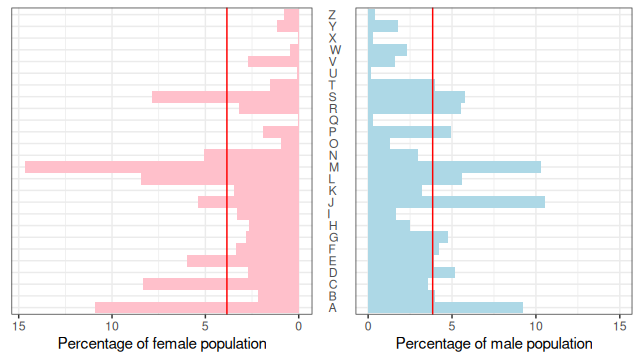 Z
Y
X
W
V
U
T
S
R
Q
P
O
N
M
L
K
J
I
H
G
F
E
D
C
B
A
15 10 5 0 0 5 10 15
Percentage of female population Percentage of male population